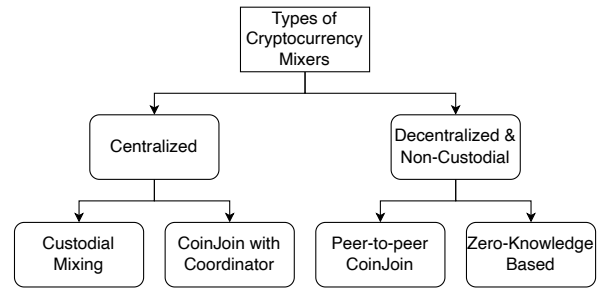 Types of
Cryptocurrency
Mixers
Centralized
Decentralized &
Non-Custodial
Custodial
Mixing
CoinJoin with
Coordinator
Peer-to-peer
CoinJoin
Zero-Knowledge
Based